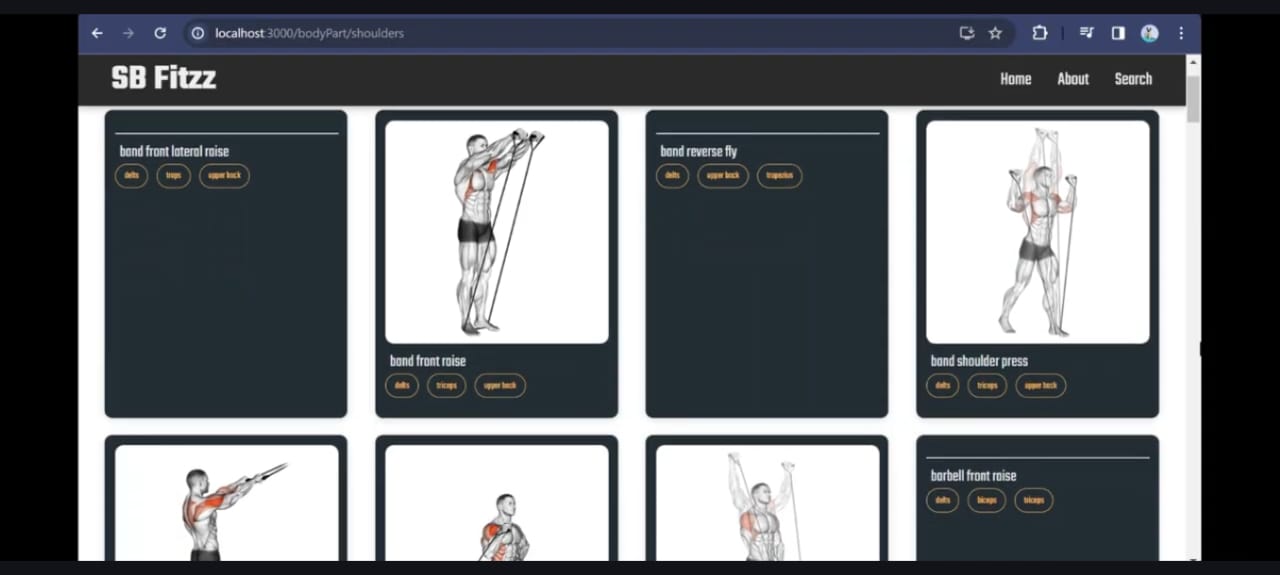 localhost:3000/bodyPart/shoulders
SB Fitzz
Home About Search
band front lateral raise
delts traps upper back
band front raise
delts triceps upper back
band reverse fly
delts upper back trapezius
band shoulder press
delts triceps upper back
barbell front raise
delts biceps triceps